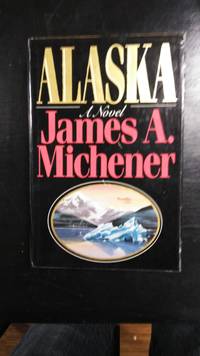 ALASKA
A Novel
James A.
Michener